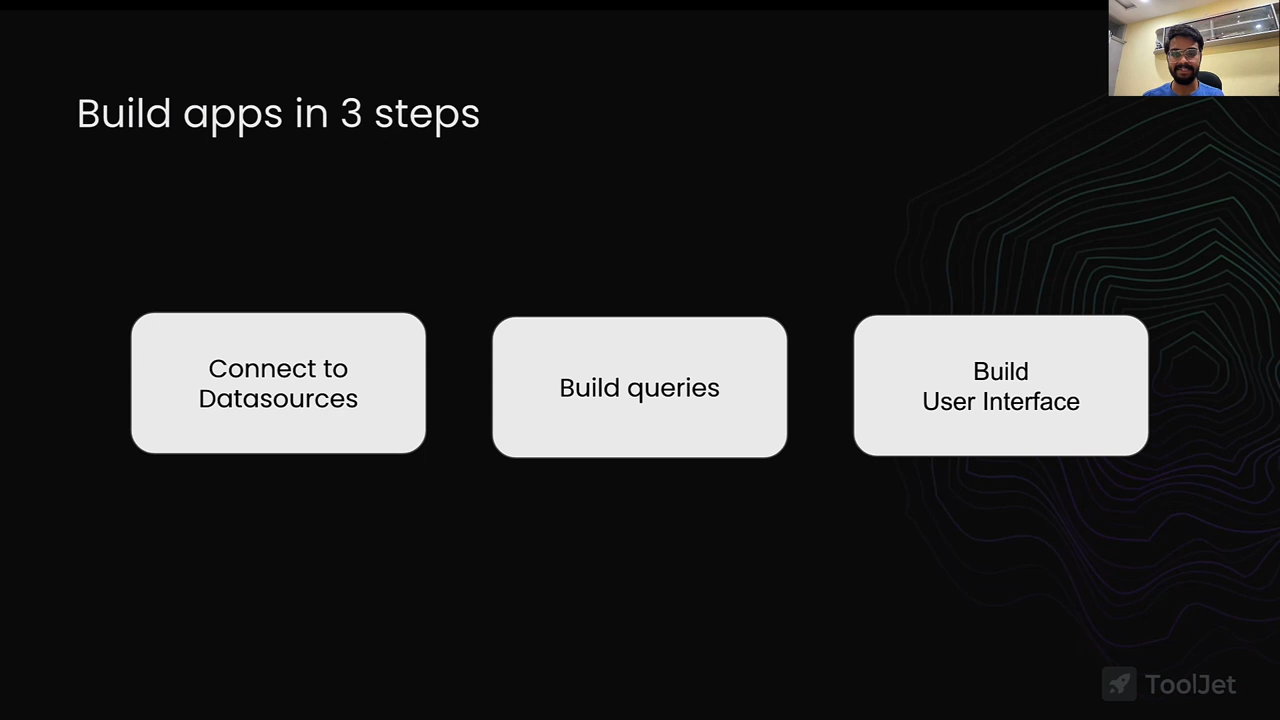 Build apps in 3 steps
Connect to
Datasources
Build queries
Build
User Interface
ToolJet